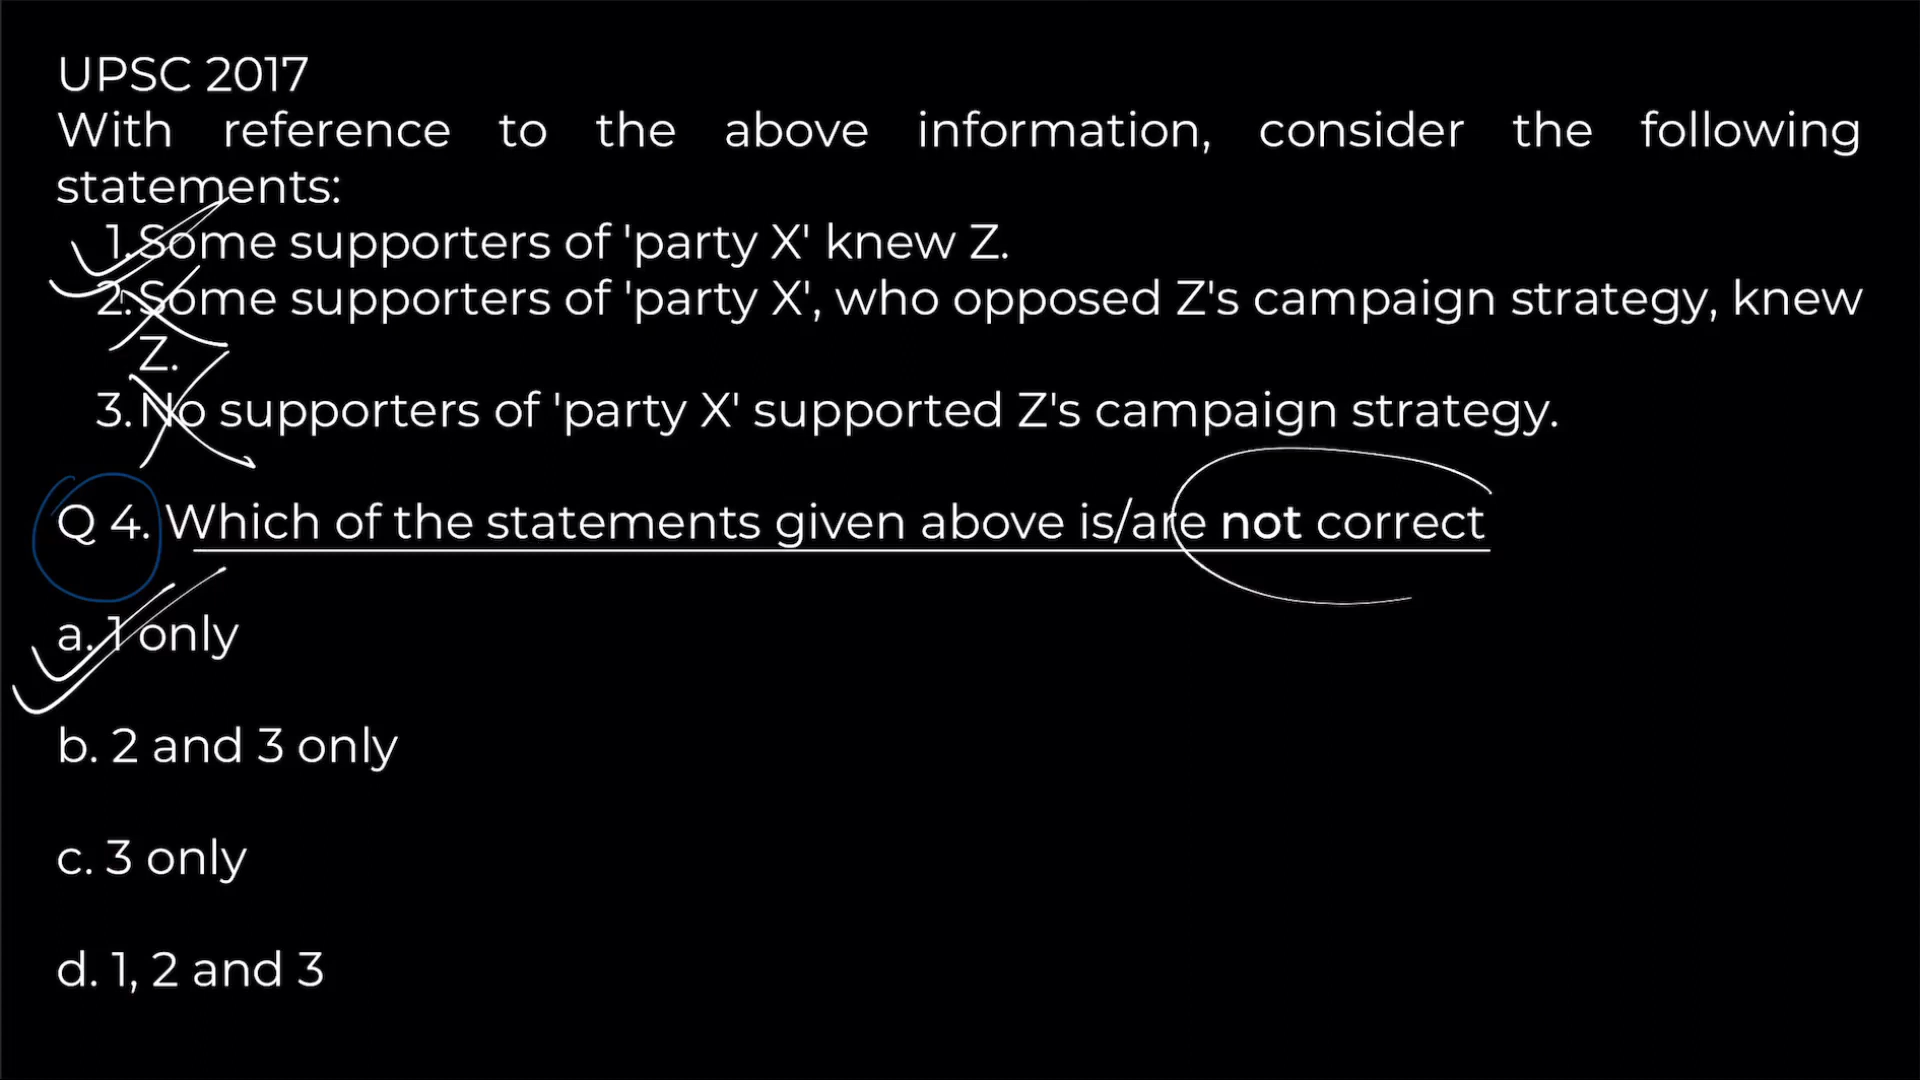 UPSC 2017
With reference to the above information, consider the following
statements:
1. Some supporters of 'party X' knew Z.
2. Some supporters of 'party X', who opposed Z's campaign strategy, knew
Z.
3. No supporters of 'party X' supported Z's campaign strategy.
Q 4. Which of the statements given above is/are not correct
a. 1 only
b. 2 and 3 only
c. 3 only
d. 1, 2 and 3